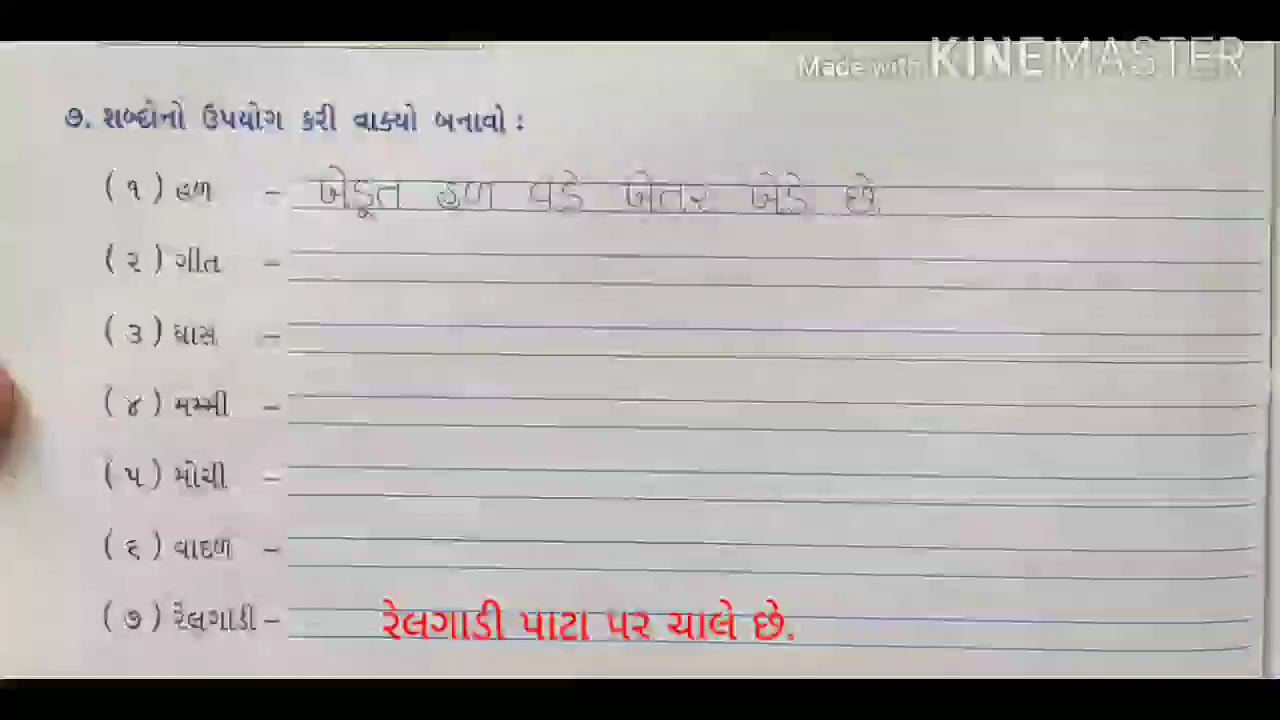 Made with KINEMASTER
૭. શબ્દોનો ઉપયોગ કરી વાક્યો બનાવો :
( ૧ ) હળ - ખેડૂત હળ વડે ખેતર ખેડે છે.
( ૨ ) ગીત -
( ૩ ) ઘાસ -
( ૪ ) મમ્મી -
( ૫ ) મોચી -
( ૬ ) વાદળ -
( ૭ ) રેલગાડી - રેલગાડી પાટા પર ચાલે છે.